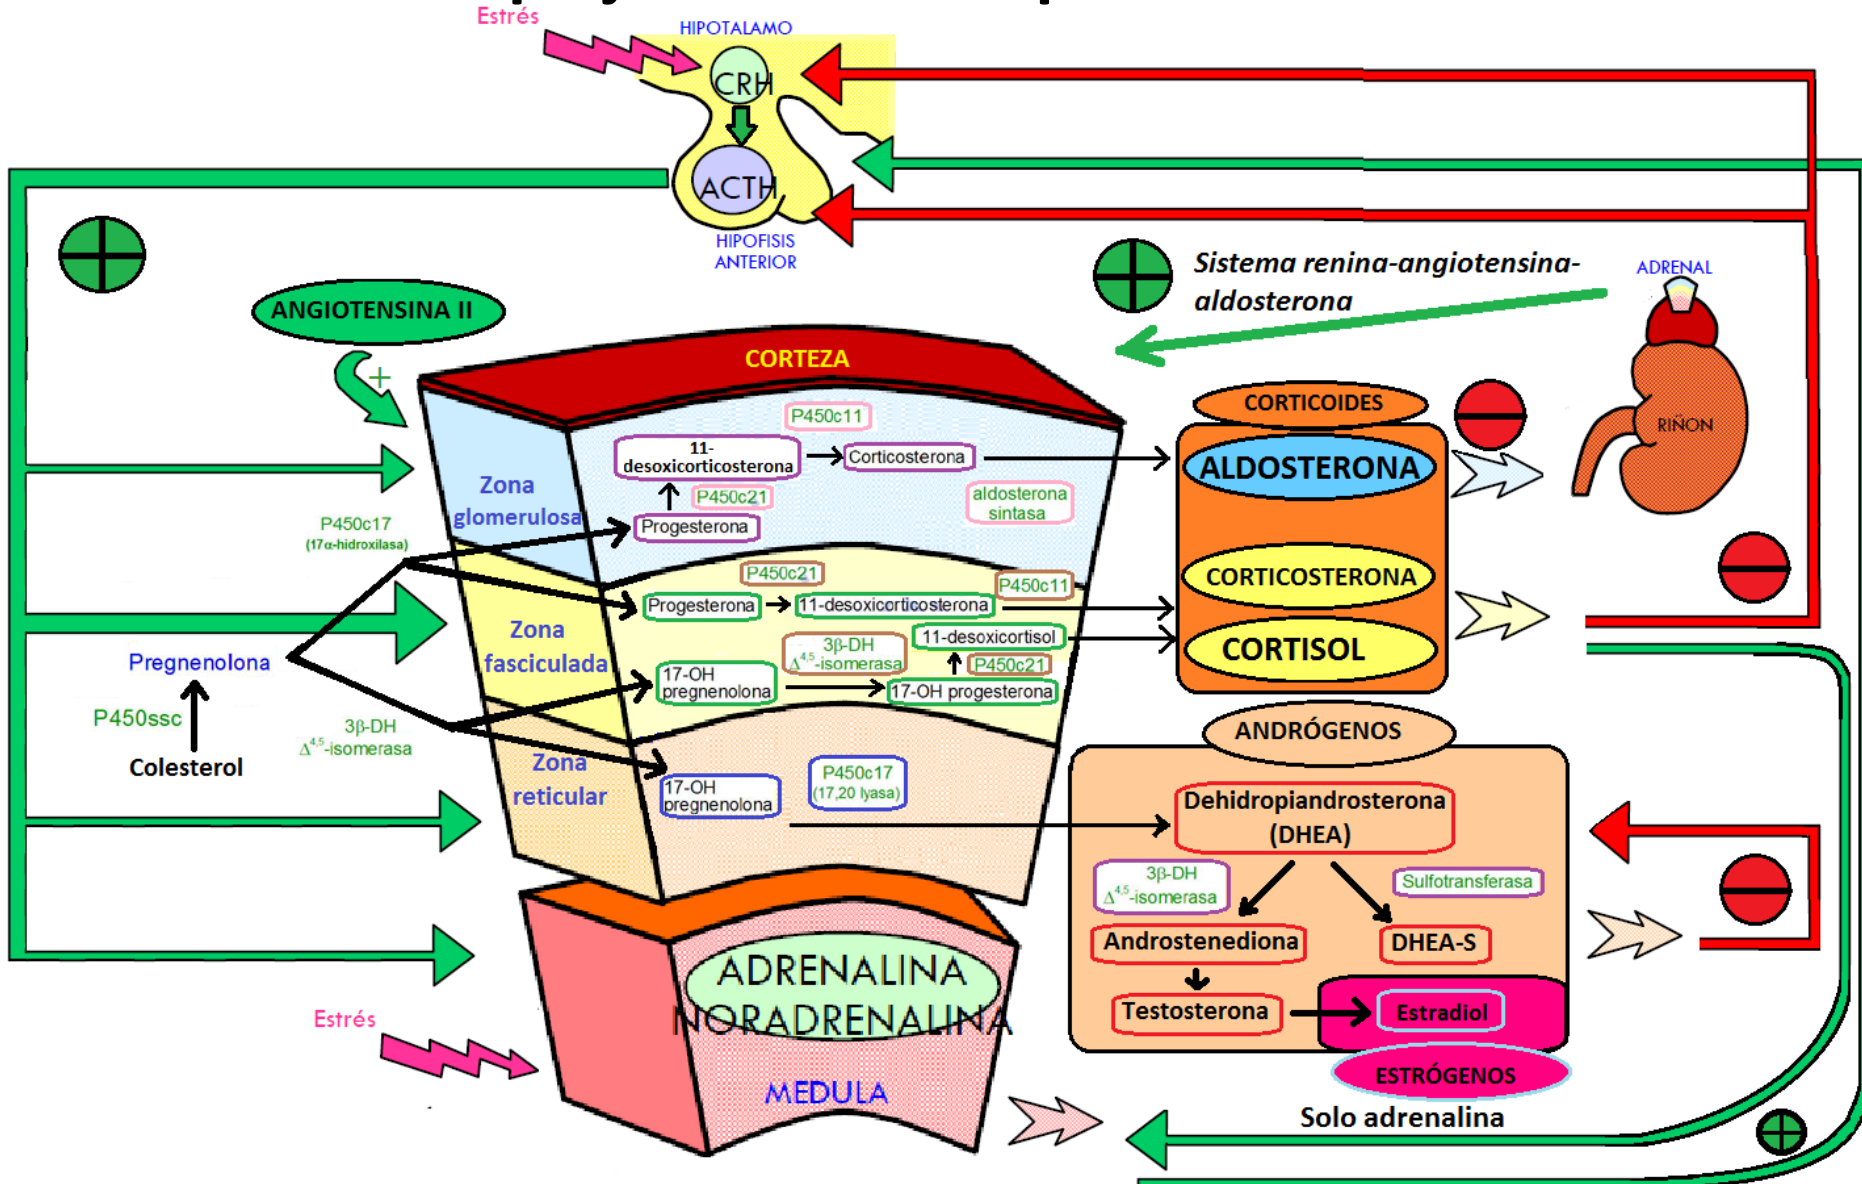 Estrés
HIPOTALAMO
CRH
ACTH
HIPOFISIS
ANTERIOR
ANGIOTENSINA II
+
Sistema renina-angiotensina-
aldosterona
ADRENAL
RIÑON
CORTEZA
P450c11
11-
desoxicorticosterona
Corticosterona
P450c21
Progesterona
aldosterona
sintasa
Zona
glomerulosa
P450c17
(17α-hidroxilasa)
P450c21
P450c11
Progesterona
11-desoxicorticosterona
Zona
fasciculada
11-desoxicortisol
3β-DH
Δ4,5-isomerasa
P450c21
17-OH
pregnenolona
17-OH progesterona
Pregnenolona
P450ssc
Colesterol
3β-DH
Δ4,5-isomerasa
Zona
reticular
17-OH
pregnenolona
P450c17
(17,20 lyasa)
CORTICOIDES
ALDOSTERONA
CORTICOSTERONA
CORTISOL
ANDRÓGENOS
Dehidropiandrosterona
(DHEA)
3β-DH
Δ4,5-isomerasa
Sulfotransferasa
Androstenediona
DHEA-S
Testosterona
Estradiol
ESTRÓGENOS
ADRENALINA
NORADRENALINA
MEDULA
Estrés
Solo adrenalina